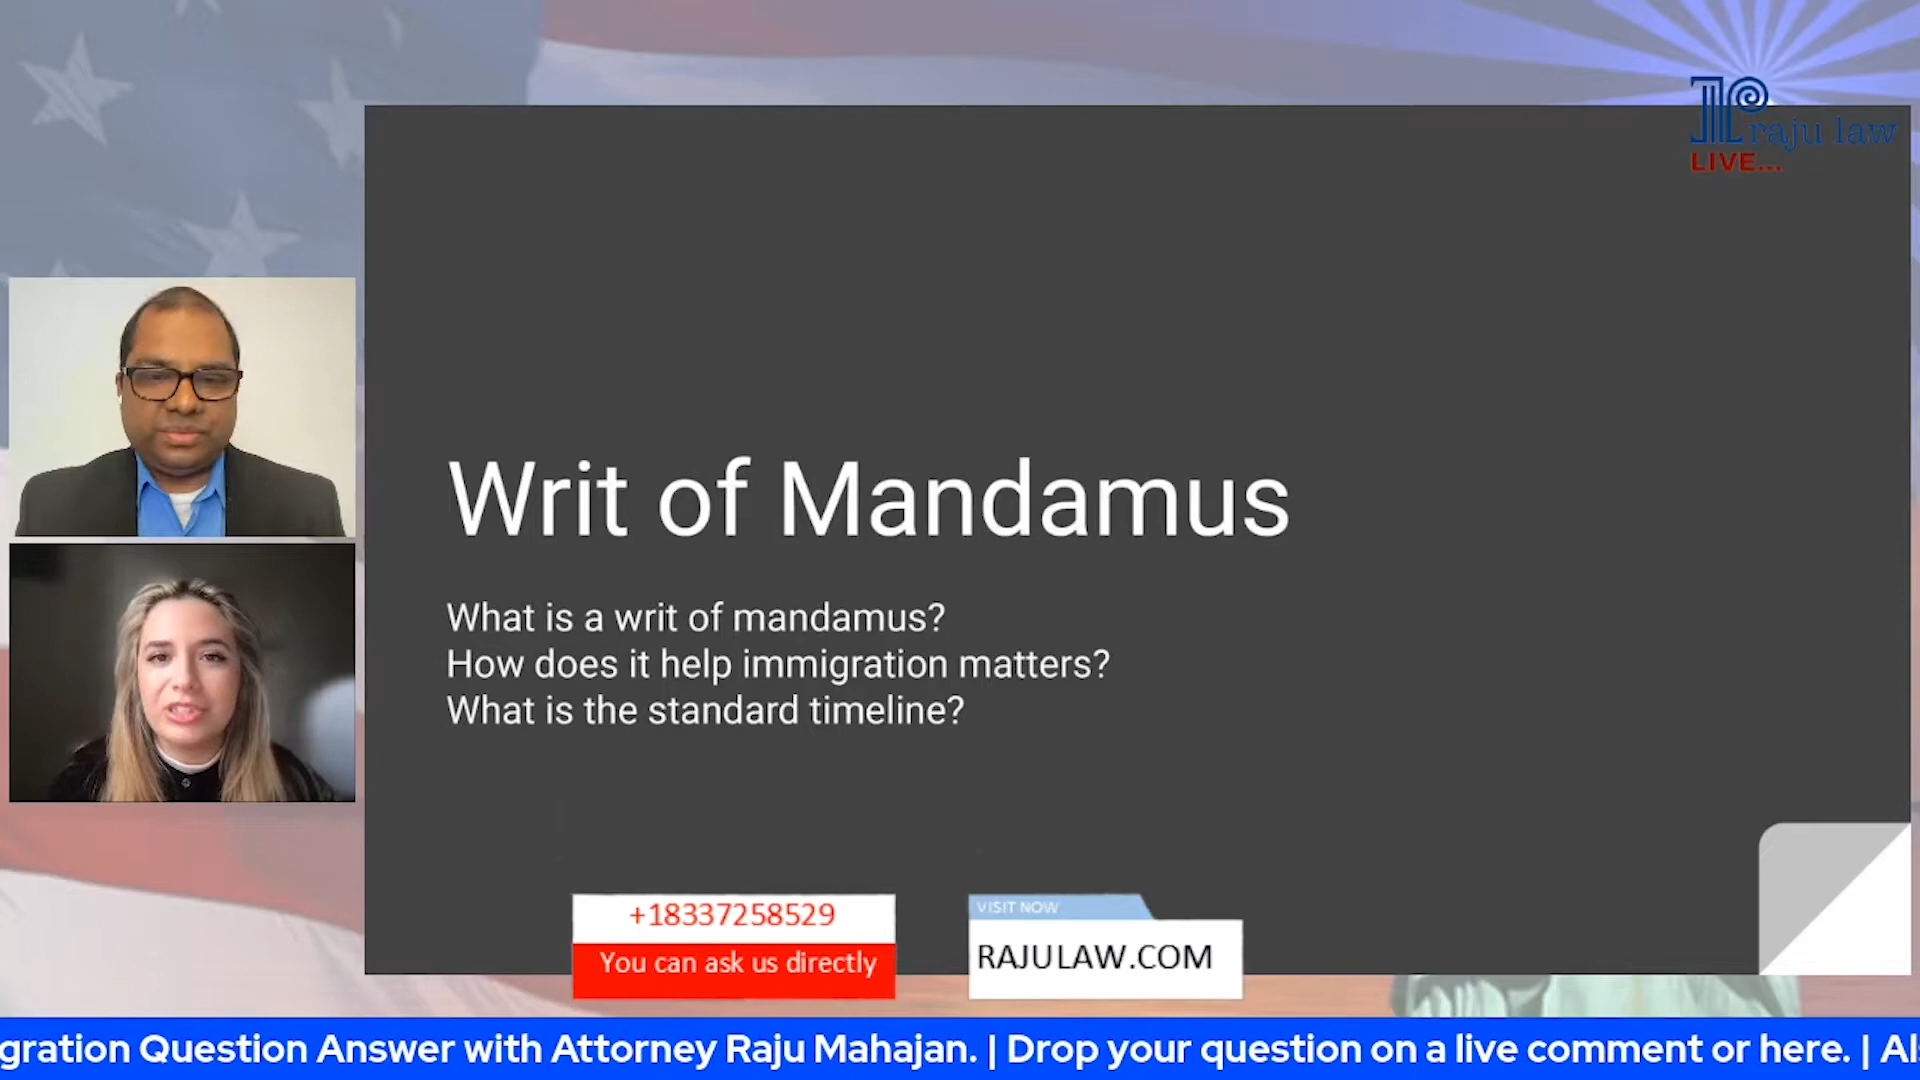 raju law
LIVE...
Writ of Mandamus
What is a writ of mandamus?
How does it help immigration matters?
What is the standard timeline?
+18337258529
You can ask us directly
VISIT NOW
RAJULAW.COM
gration Question Answer with Attorney Raju Mahajan. | Drop your question on a live comment or here. | Al